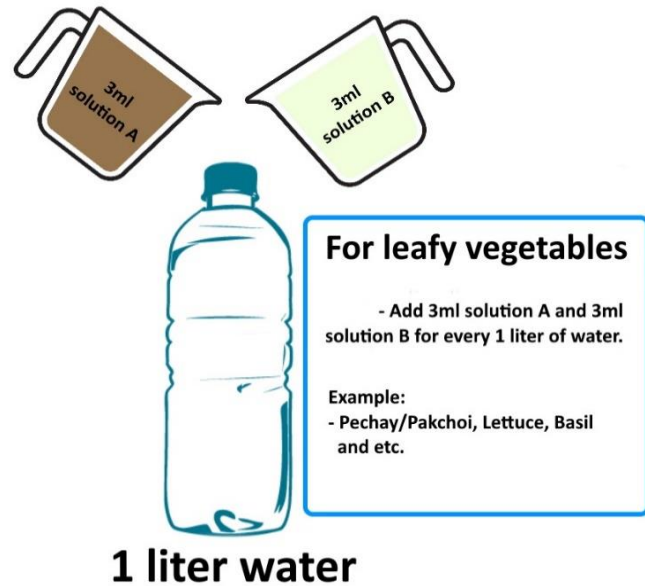 3ml
solution A
3ml
solution B
For leafy vegetables
- Add 3ml solution A and 3ml
solution B for every 1 liter of water.
Example:
- Pechay/Pakchoi, Lettuce, Basil
and etc.
1 liter water